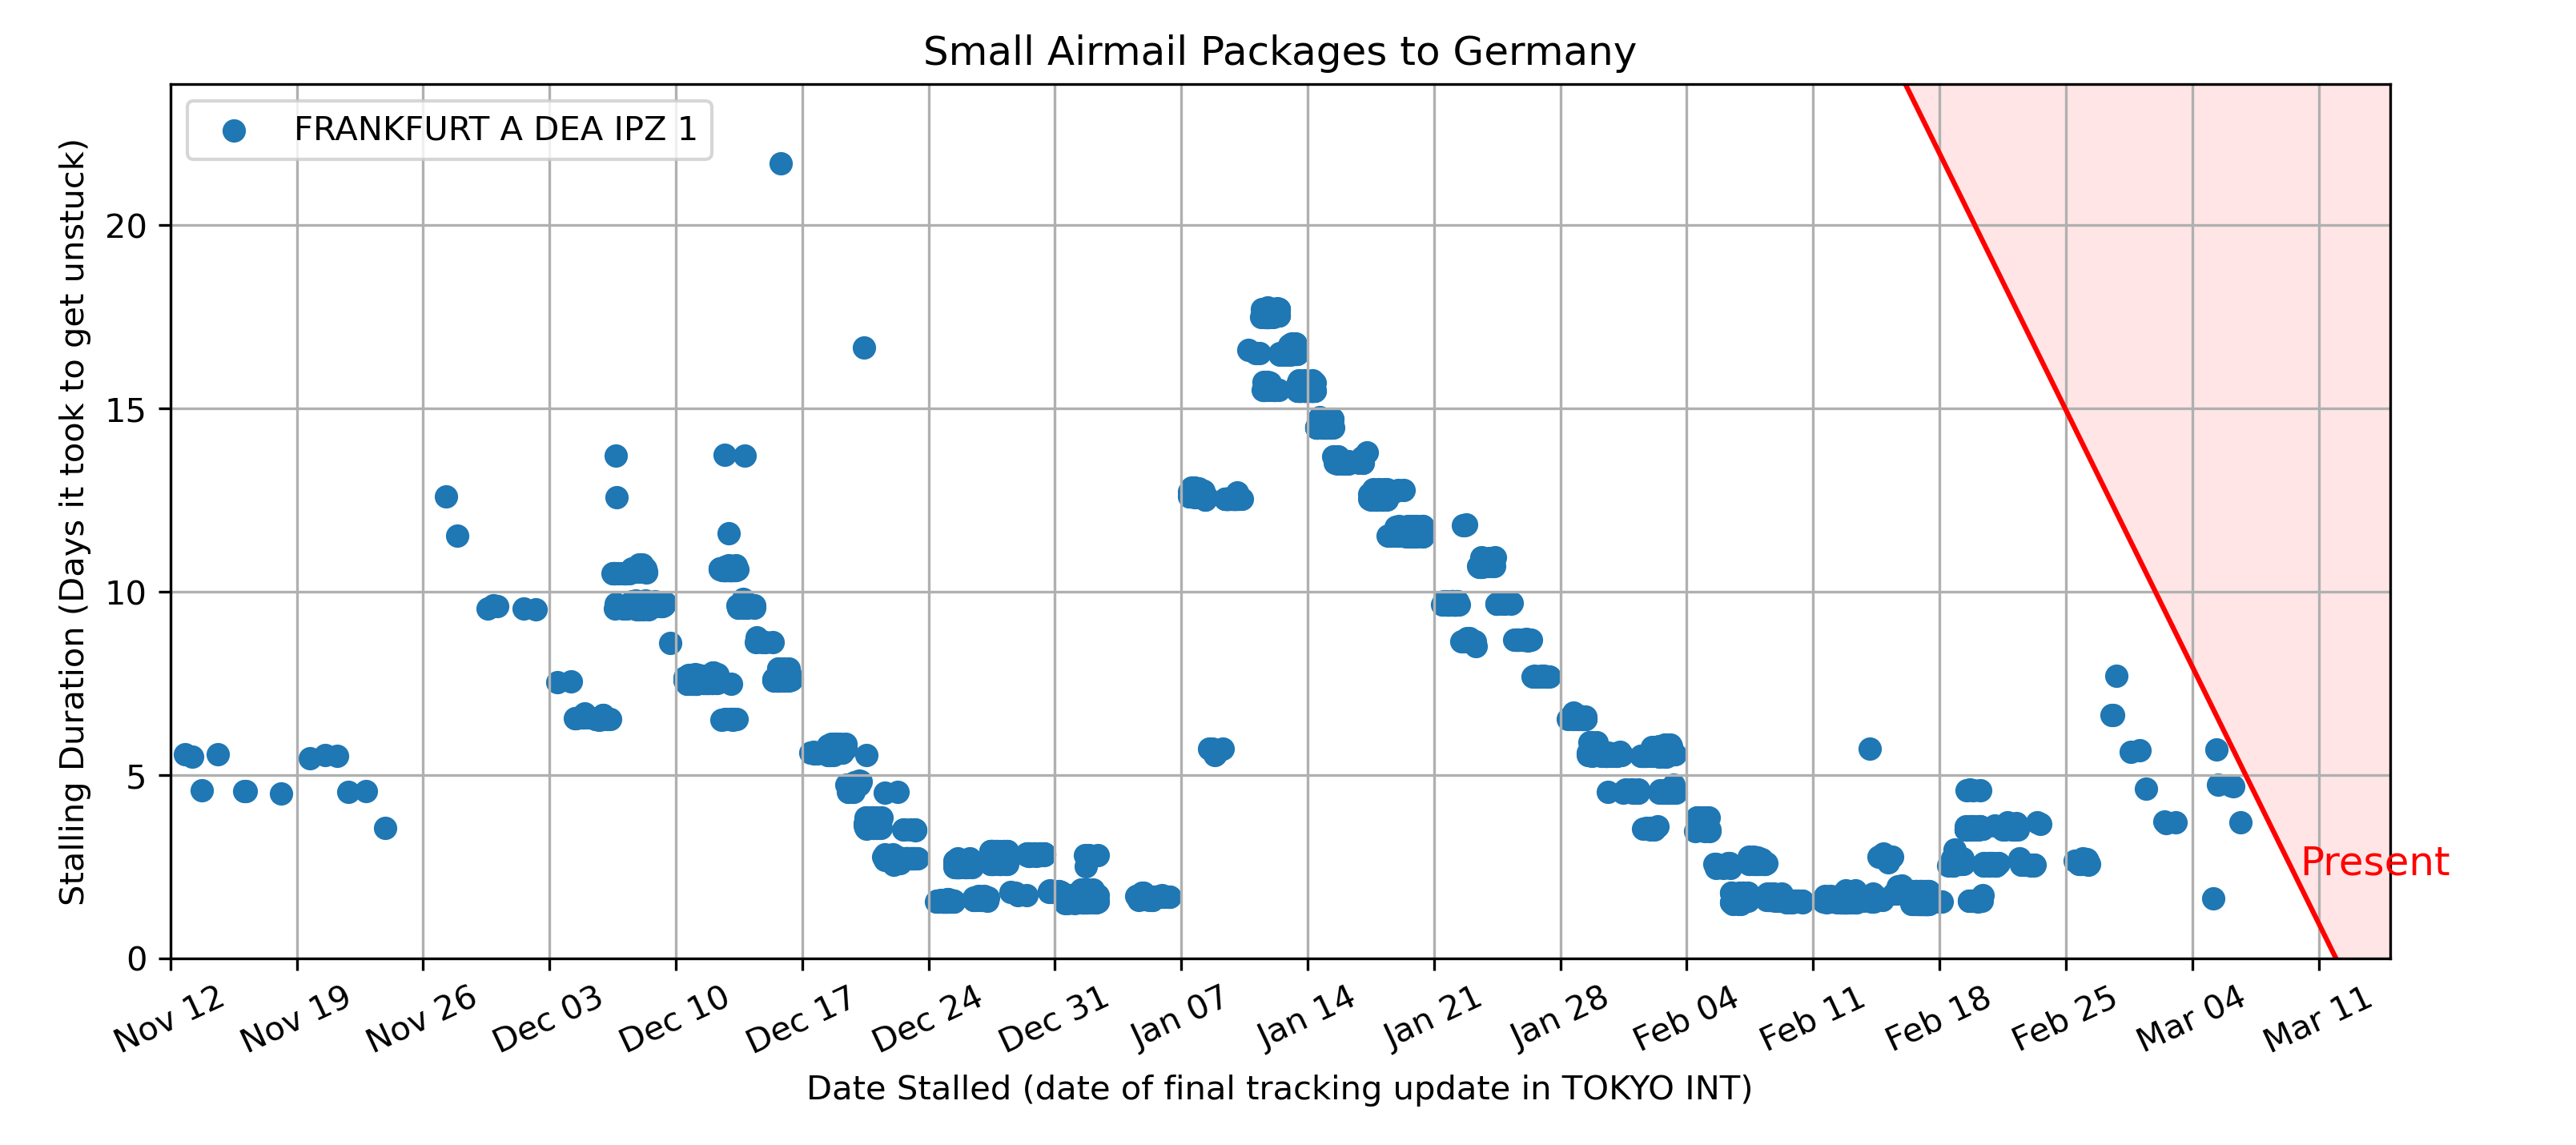 Small Airmail Packages to Germany
FRANKFURT A DEA IPZ 1
Stalling Duration (Days it took to get unstuck)
20
15
10
5
0
Present
Nov 12
Nov 19
Nov 26
Dec 03
Dec 10
Dec 17
Dec 24
Dec 31
Jan 07
Jan 14
Jan 21
Jan 28
Feb 04
Feb 11
Feb 18
Feb 25
Mar 04
Mar 11
Date Stalled (date of final tracking update in TOKYO INT)